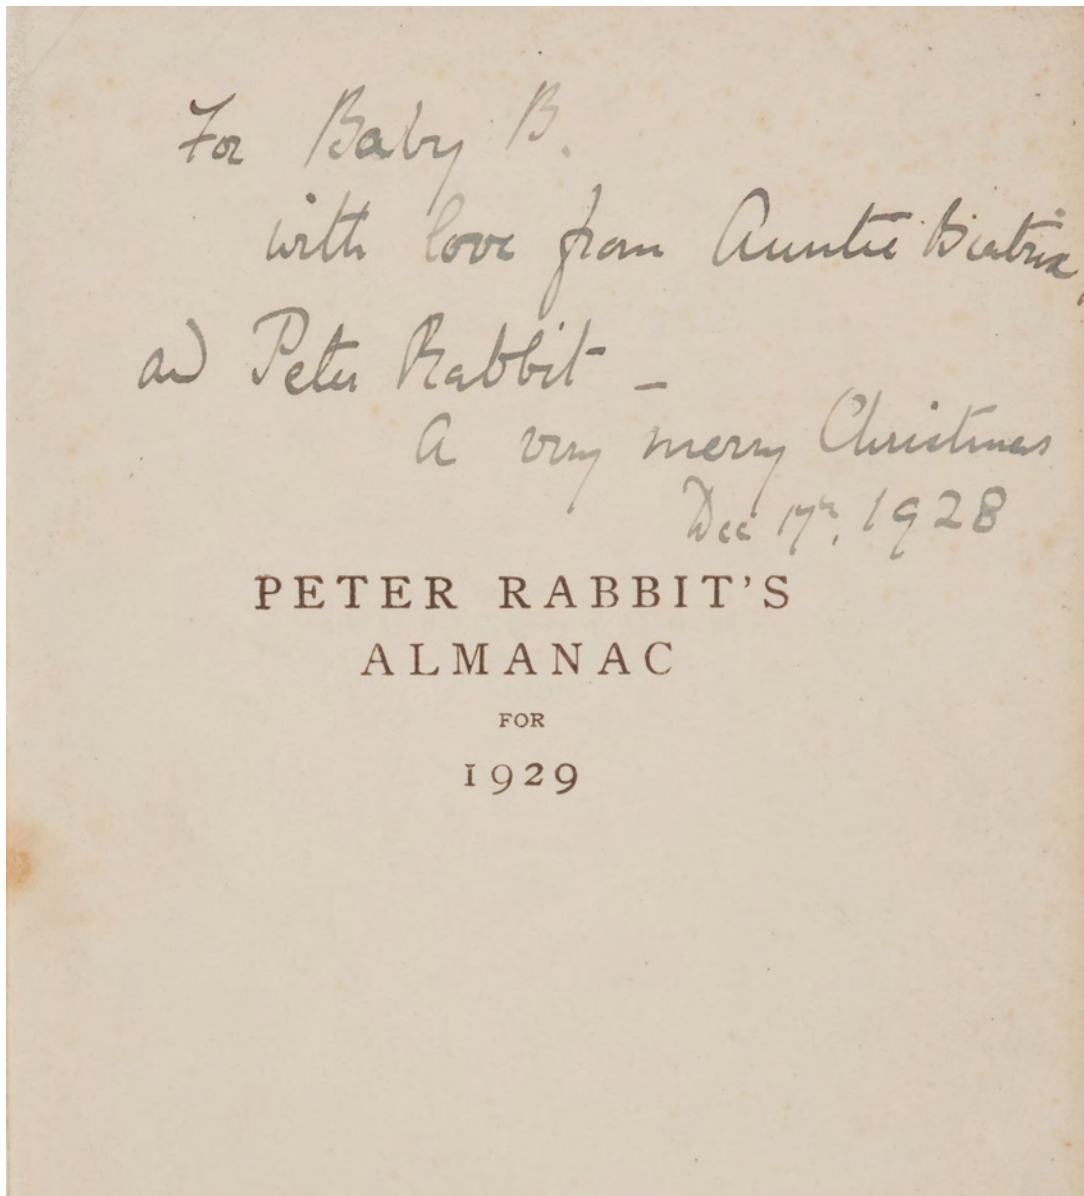 For Baby B.
with love from Auntie Beatrix,
and Peter Rabbit –
A very merry Christmas
Dec 17th, 1928
PETER RABBIT'S
ALMANAC
FOR
1929